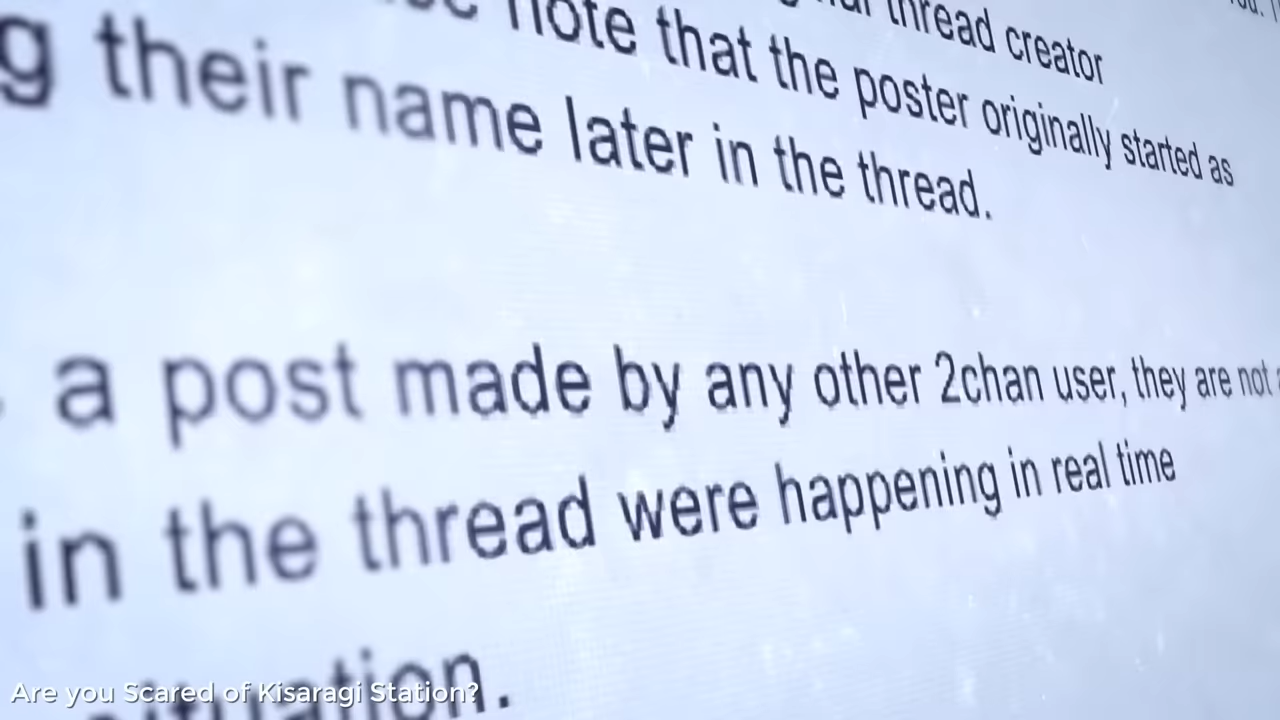 thread creator
note that the poster originally started as
their name later in the thread.
a post made by any other 2chan user, they are not
in the thread were happening in real time
Are you Scared of Kisaragi Station?